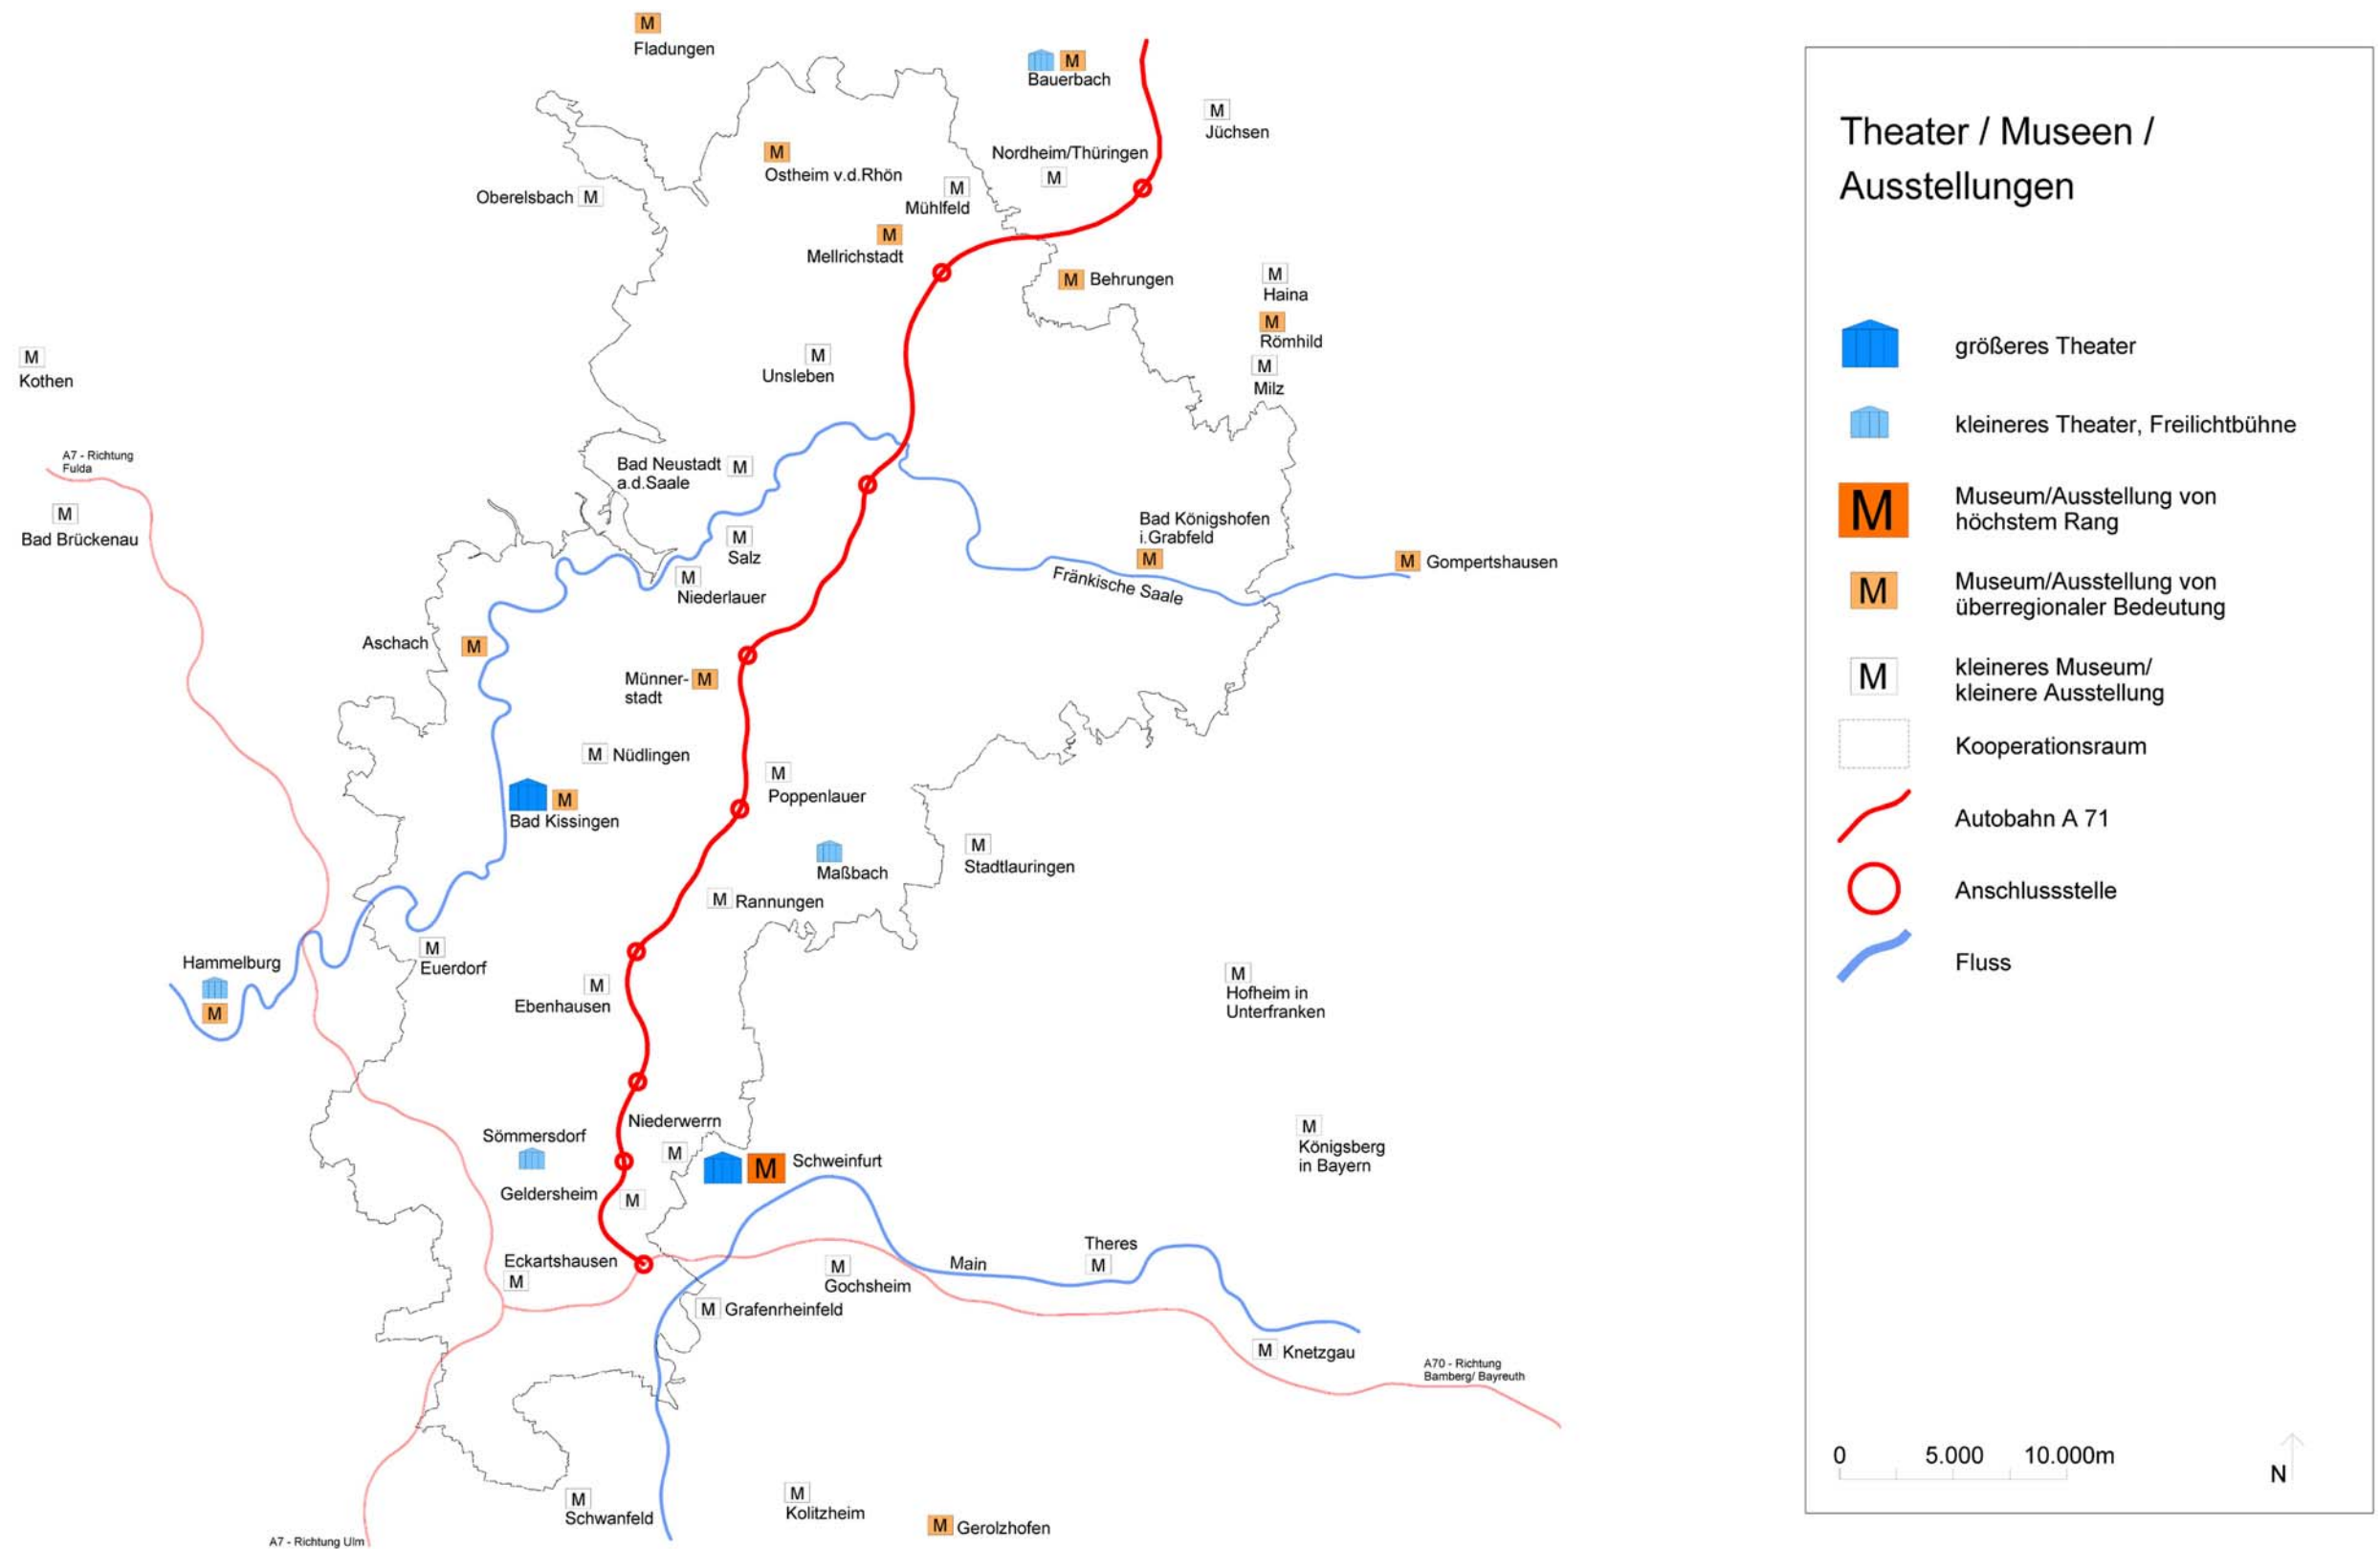 M
Fladungen
M
Bauerbach
M
Jüchsen
Nordheim/Thüringen
M
M
Ostheim v.d.Rhön
M
Mühlfeld
Oberelsbach M
M
Mellrichstadt
M Behrungen
M
Haina
M
Römhild
M
Milz
M
Kothen
M
Unsleben
A7 - Richtung
Fulda
M
Bad Brückenau
Bad Neustadt M
a.d.Saale
M
Salz
M
Niederlauer
Bad Königshofen
i.Grabfeld
M
M Gompertshausen
Fränkische Saale
Aschach M
Münner- M
stadt
M Nüdlingen
M
Bad Kissingen
M
Poppenlauer
Maßbach
M
Stadtlauringen
M Rannungen
Hammelburg
M
M
Euerdorf
M
Ebenhausen
M
Hofheim in
Unterfranken
Niederwerrn
M
Sömmersdorf
M Schweinfurt
M
Königsberg
in Bayern
Geldersheim M
Eckartshausen
M
M
Gochsheim
Main
Theres
M
M Grafenrheinfeld
M Knetzgau
A70 - Richtung
Bamberg/ Bayreuth
M
Schwanfeld
M
Kolitzheim
M Gerolzhofen
A7 - Richtung Ulm
Theater / Museen /
Ausstellungen
größeres Theater
kleineres Theater, Freilichtbühne
M Museum/Ausstellung von
höchstem Rang
M Museum/Ausstellung von
überregionaler Bedeutung
M kleineres Museum/
kleinere Ausstellung
Kooperationsraum
Autobahn A 71
Anschlussstelle
Fluss
0 5.000 10.000m
N